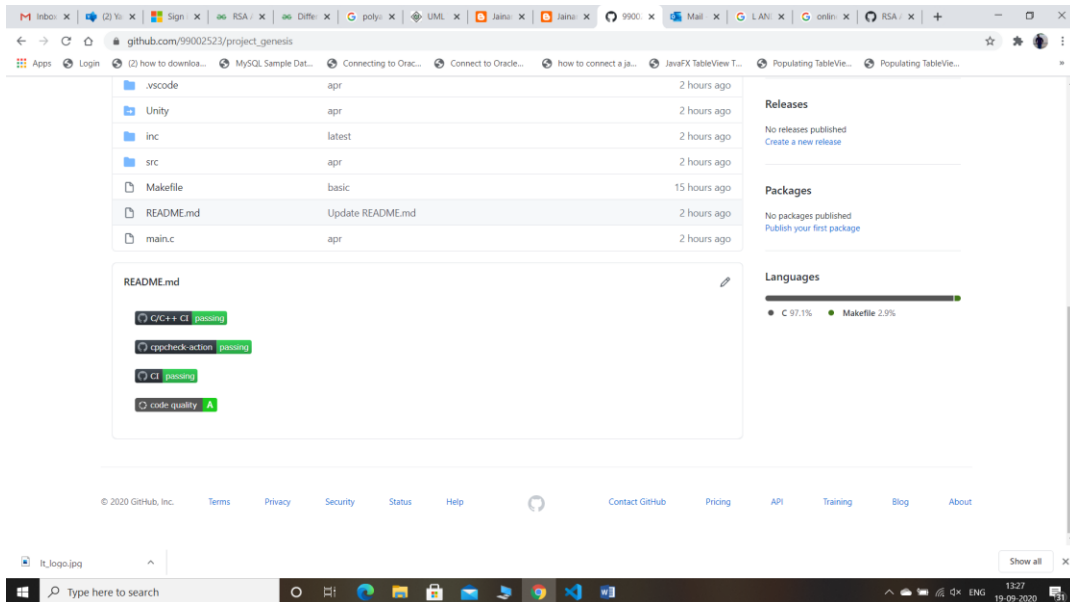 Inbo
(2) Ya
Sign
RSA /
Diffe
polya
UML
Jaina
Jaina
9900
Mail
L AN
onlin
RSA /
github.com/99002523/project_genesis
Apps
Login
(2) how to downloa...
MySQL Sample Dat...
Connecting to Orac...
Connect to Oracle...
how to connect a ja...
JavaFX TableView T...
Populating TableVie...
Populating TableVie...
.vscode apr 2 hours ago
Unity apr 2 hours ago
inc latest 2 hours ago
src apr 2 hours ago
Makefile basic 15 hours ago
README.md Update README.md 2 hours ago
main.c apr 2 hours ago
Releases
No releases published
Create a new release
Packages
No packages published
Publish your first package
Languages
C 97.1% Makefile 2.9%
README.md
C/C++ CI passing
cppcheck-action passing
CI passing
code quality A
© 2020 GitHub, Inc. Terms Privacy Security Status Help Contact GitHub Pricing API Training Blog About
lt_logo.jpg
Show all
Type here to search
ENG
13:27
19-09-2020
31